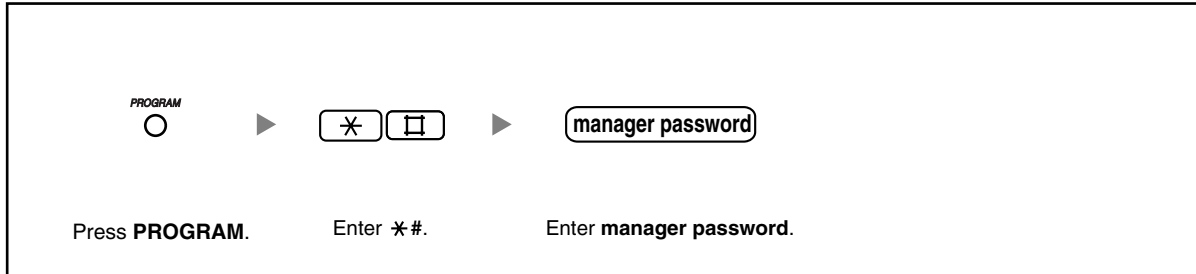 PROGRAM
* #
manager password
Press PROGRAM. Enter *#. Enter manager password.